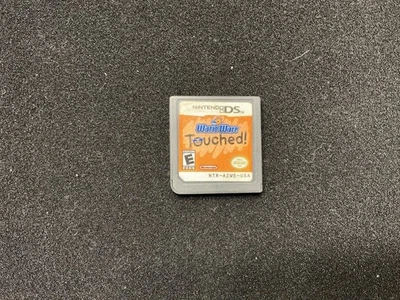 NINTENDO DS
WarioWare
Touched!
E
NTR-AZWE-USA